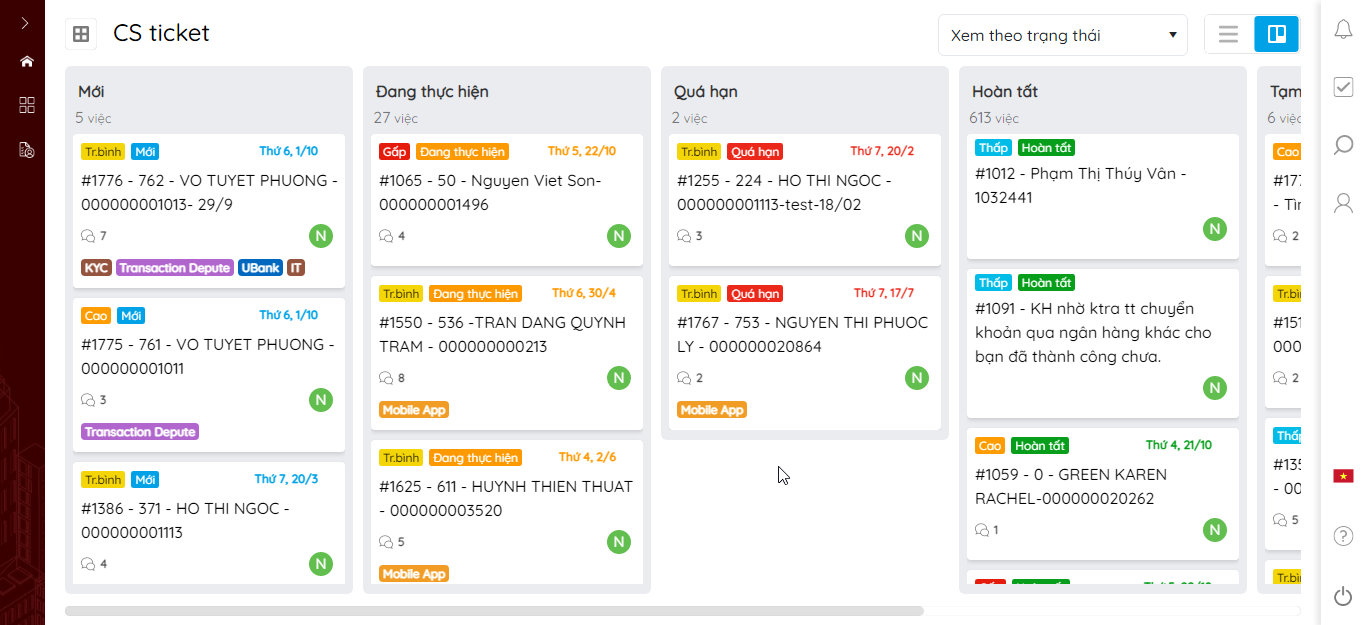 CS ticket
Xem theo trạng thái
Mới
5 việc
Tr.bình Mới Thứ 6, 1/10
#1776 - 762 - VO TUYET PHUONG -
000000001013- 29/9
7
N
KYC Transaction Depute UBank IT
Cao Mới Thứ 6, 1/10
#1775 - 761 - VO TUYET PHUONG -
000000001011
3
N
Transaction Depute
Tr.bình Mới Thứ 7, 20/3
#1386 - 371 - HO THI NGOC -
000000001113
4
N
Đang thực hiện
27 việc
Gấp Đang thực hiện Thứ 5, 22/10
#1065 - 50 - Nguyen Viet Son-
000000001496
4
N
Tr.bình Đang thực hiện Thứ 6, 30/4
#1550 - 536 -TRAN DANG QUYNH
TRAM - 000000000213
8
N
Mobile App
Tr.bình Đang thực hiện Thứ 4, 2/6
#1625 - 611 - HUYNH THIEN THUAT
- 000000003520
5
N
Mobile App
Quá hạn
2 việc
Tr.bình Quá hạn Thứ 7, 20/2
#1255 - 224 - HO THI NGOC -
000000001113-test-18/02
3
N
Tr.bình Quá hạn Thứ 7, 17/7
#1767 - 753 - NGUYEN THI PHUOC
LY - 000000020864
2
N
Mobile App
Hoàn tất
613 việc
Thấp Hoàn tất
#1012 - Phạm Thị Thúy Vân -
1032441
N
Thấp Hoàn tất
#1091 - KH nhờ ktra tt chuyển
khoản qua ngân hàng khác cho
bạn đã thành công chưa.
N
Cao Hoàn tất Thứ 4, 21/10
#1059 - 0 - GREEN KAREN
RACHEL-000000020262
1
N
Tạm
6 việc
Cao
#177
- Tìn
2
Tr.bì
#151
000
2
Thấp
#135
- 00
5
Tr.bì